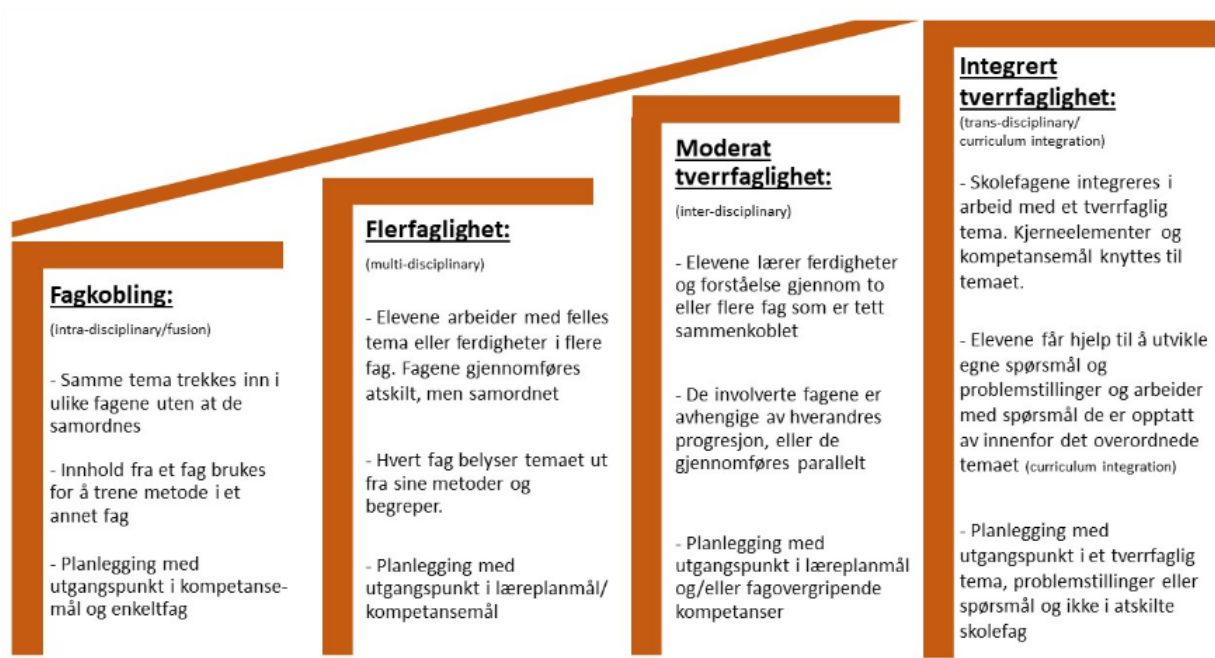 Fagkobling:
(intra-disciplinary/fusion)
- Samme tema trekkes inn i
ulike fagene uten at de
samordnes
- Innhold fra et fag brukes
for å trene metode i et
annet fag
- Planlegging med
utgangspunkt i kompetanse-
mål og enkeltfag
Flerfaglighet:
(multi-disciplinary)
- Elevene arbeider med felles
tema eller ferdigheter i flere
fag. Fagene gjennomføres
atskilt, men samordnet
- Hvert fag belyser temaet ut
fra sine metoder og
begreper.
- Planlegging med
utgangspunkt i læreplanmål/
kompetansemål
Moderat
tverrfaglighet:
(inter-disciplinary)
- Elevene lærer ferdigheter
og forståelse gjennom to
eller flere fag som er tett
sammenkoblet
- De involverte fagene er
avhengige av hverandres
progresjon, eller de
gjennomføres parallelt
- Planlegging med
utgangspunkt i læreplanmål
og/eller fagovergripende
kompetanser
Integrert
tverrfaglighet:
(trans-disciplinary/
curriculum integration)
- Skolefagene integreres i
arbeid med et tverrfaglig
tema. Kjerneelementer og
kompetansemål knyttes til
temaet.
- Elevene får hjelp til å utvikle
egne spørsmål og
problemstillinger og arbeider
med spørsmål de er opptatt
av innenfor det overordnede
temaet (curriculum integration)
- Planlegging med
utgangspunkt i et tverrfaglig
tema, problemstillinger eller
spørsmål og ikke i atskilte
skolefag